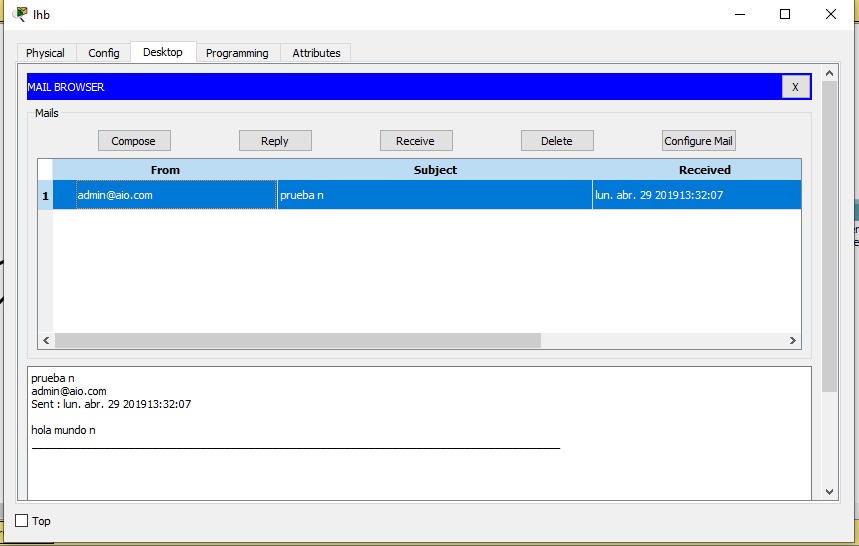 lhb
Physical Config Desktop Programming Attributes
MAIL BROWSER X
Mails
Compose Reply Receive Delete Configure Mail
From Subject Received
1 admin@aio.com prueba n lun. abr. 29 201913:32:07
prueba n
admin@aio.com
Sent : lun. abr. 29 201913:32:07
hola mundo n
Top